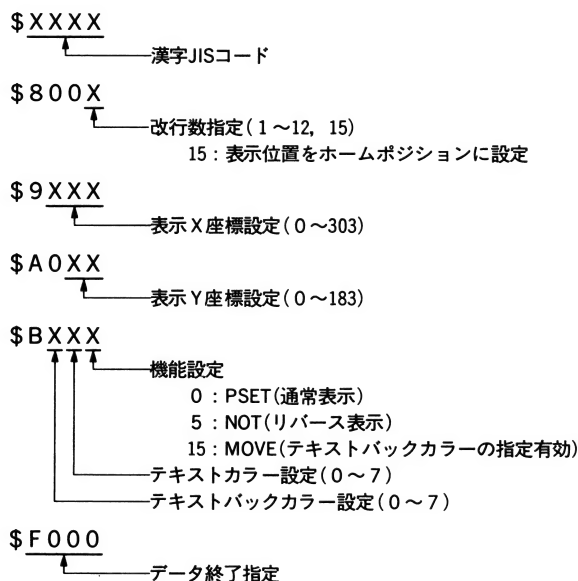 $XXXX
漢字JISコード
$800X
改行数指定(1~12, 15)
15:表示位置をホームポジションに設定
$9XXX
表示X座標設定(0~303)
$A0XX
表示Y座標設定(0~183)
$BXXX
機能設定
0:PSET(通常表示)
5:NOT(リバース表示)
15:MOVE(テキストバックカラーの指定有効)
テキストカラー設定(0~7)
テキストバックカラー設定(0~7)
$F000
データ終了指定